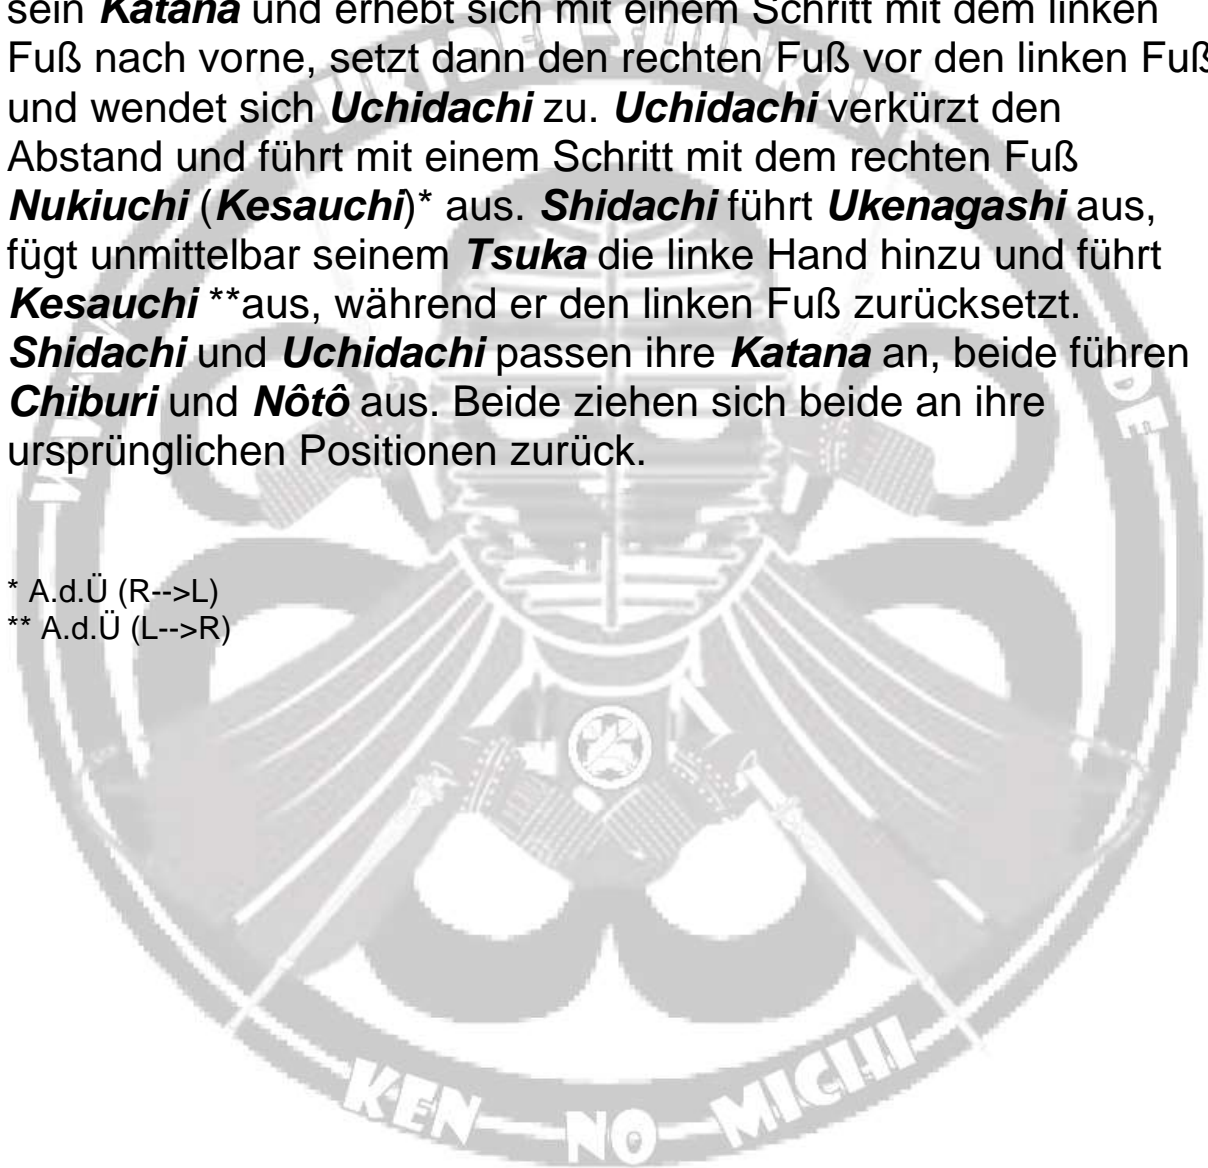 sein Katana und erhebt sich mit einem Schritt mit dem linken
Fuß nach vorne, setzt dann den rechten Fuß vor den linken Fuß
und wendet sich Uchidachi zu. Uchidachi verkürzt den
Abstand und führt mit einem Schritt mit dem rechten Fuß
Nukiuchi (Kesauchi)* aus. Shidachi führt Ukenagashi aus,
fügt unmittelbar seinem Tsuka die linke Hand hinzu und führt
Kesauchi **aus, während er den linken Fuß zurücksetzt.
Shidachi und Uchidachi passen ihre Katana an, beide führen
Chiburi und Nôtô aus. Beide ziehen sich beide an ihre
ursprünglichen Positionen zurück.
* A.d.Ü (R-->L)
** A.d.Ü (L-->R)
KEN NO MICHI